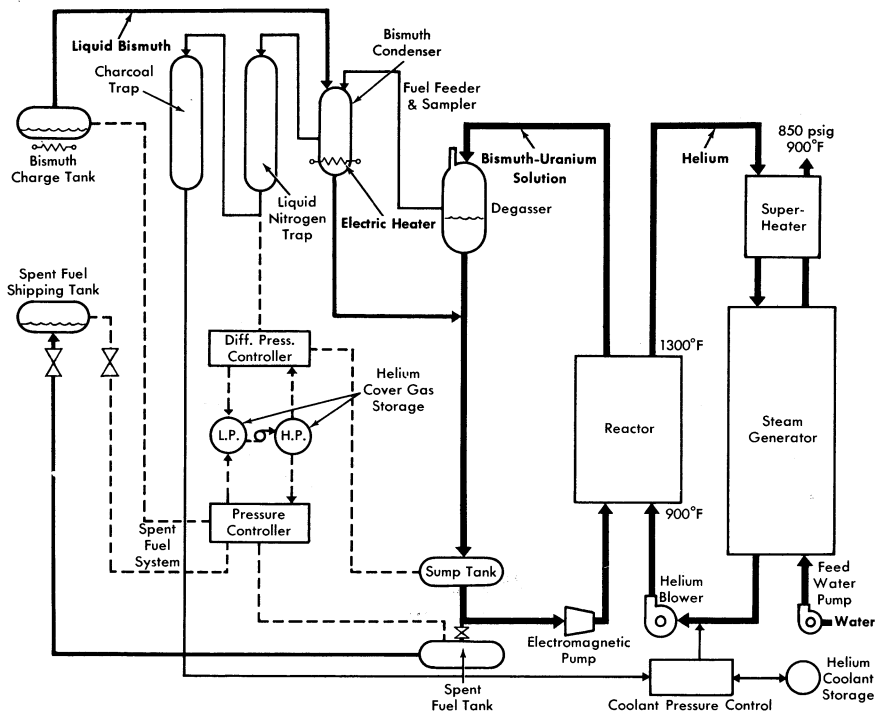 Liquid Bismuth
Charcoal
Trap
Bismuth
Condenser
Fuel Feeder
& Sampler
Bismuth
Charge Tank
Liquid
Nitrogen
Trap
Electric Heater
Bismuth-Uranium
Solution
Degasser
Helium
850 psig
900°F
Super-
Heater
Spent Fuel
Shipping Tank
Diff. Press.
Controller
Helium
Cover Gas
Storage
L.P.
H.P.
1300°F
Reactor
Steam
Generator
Pressure
Controller
Spent
Fuel
System
900°F
Sump Tank
Helium
Blower
Feed
Water
Pump
Water
Electromagnetic
Pump
Spent
Fuel Tank
Coolant Pressure Control
Helium
Coolant
Storage